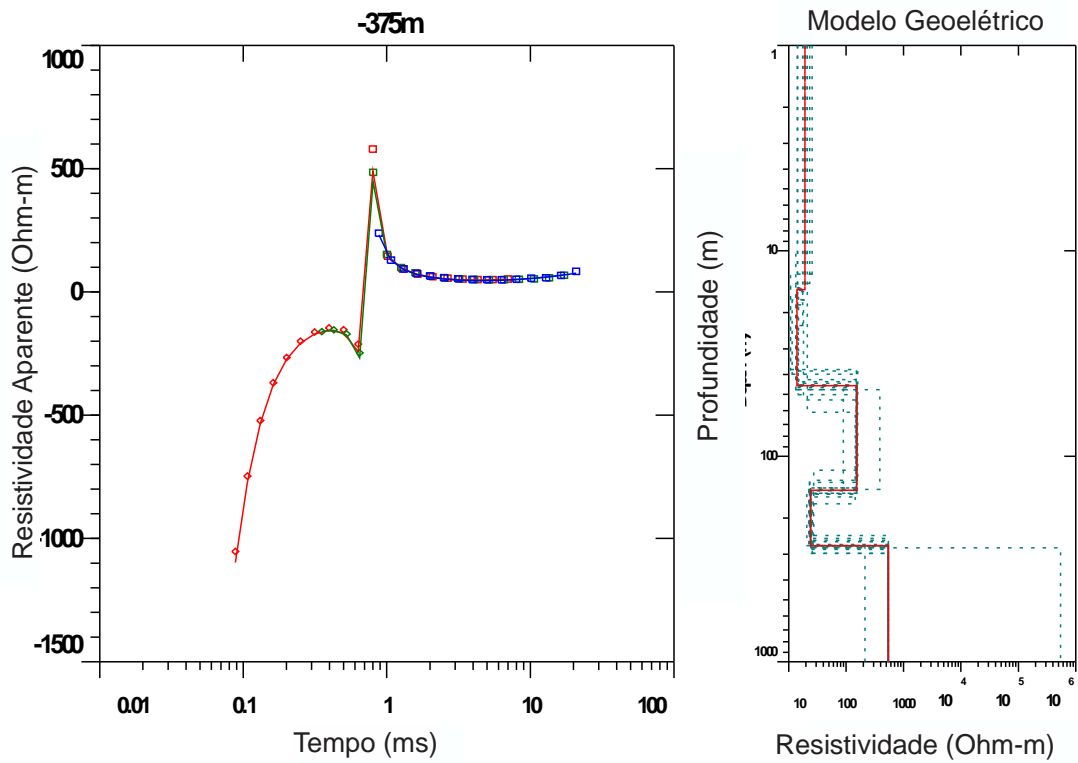 -375m
1000
500
0
-500
-1000
-1500
Resistividade Aparente (Ohm-m)
0.01 0.1 1 10 100
Tempo (ms)
Modelo Geoelétrico
1
10
100
1000
Profundidade (m)
10 100 1000 10 4 10 5 10 6
Resistividade (Ohm-m)